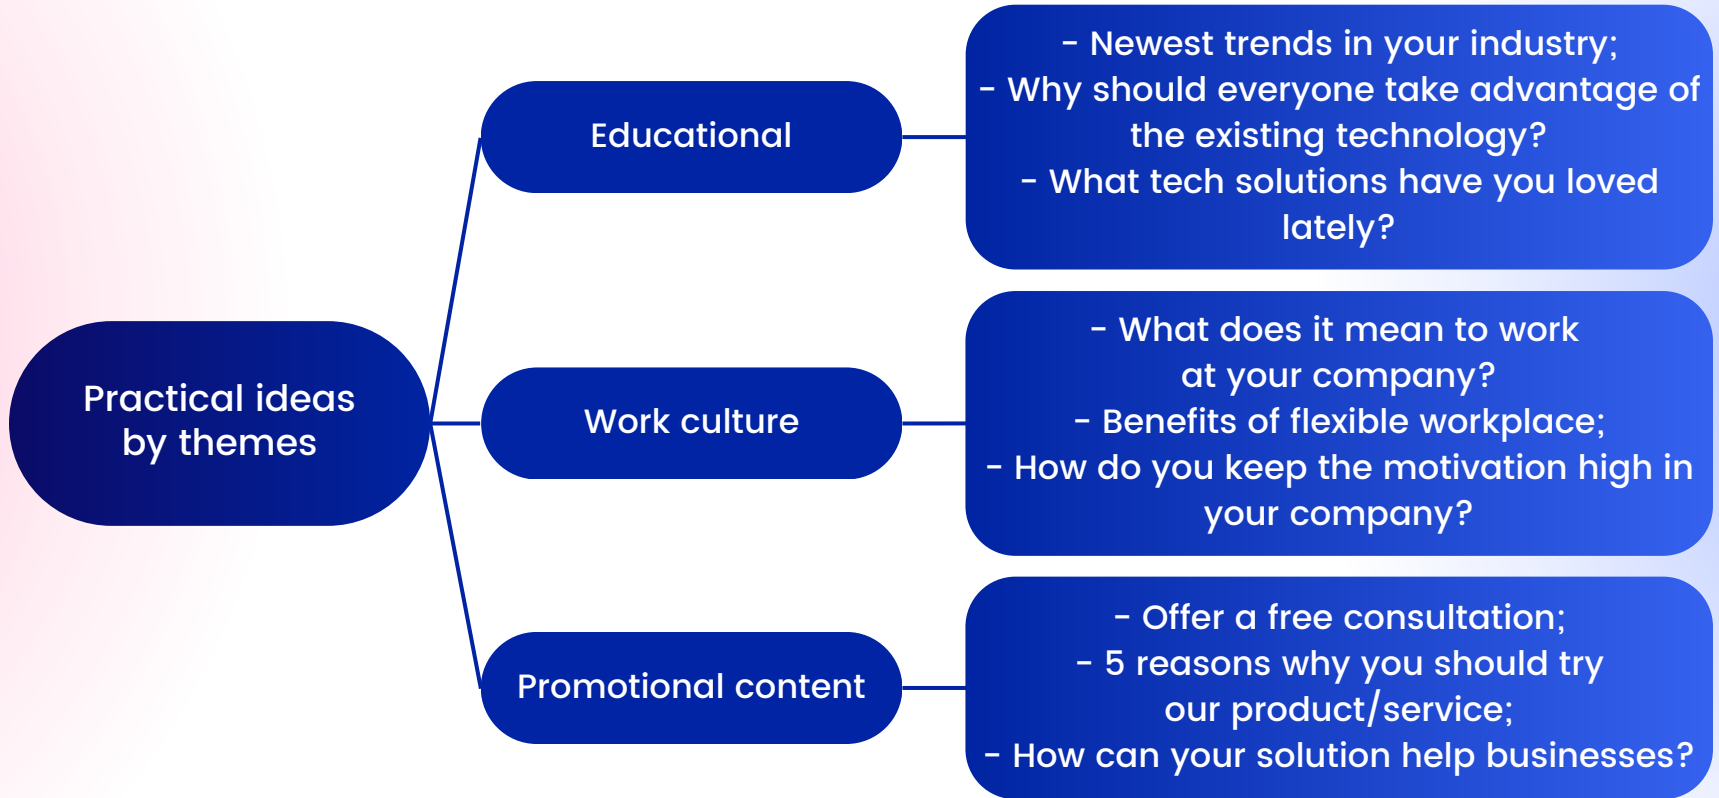 Practical ideas
by themes
Educational
- Newest trends in your industry;
- Why should everyone take advantage of
the existing technology?
- What tech solutions have you loved
lately?
Work culture
- What does it mean to work
at your company?
- Benefits of flexible workplace;
- How do you keep the motivation high in
your company?
Promotional content
- Offer a free consultation;
- 5 reasons why you should try
our product/service;
- How can your solution help businesses?